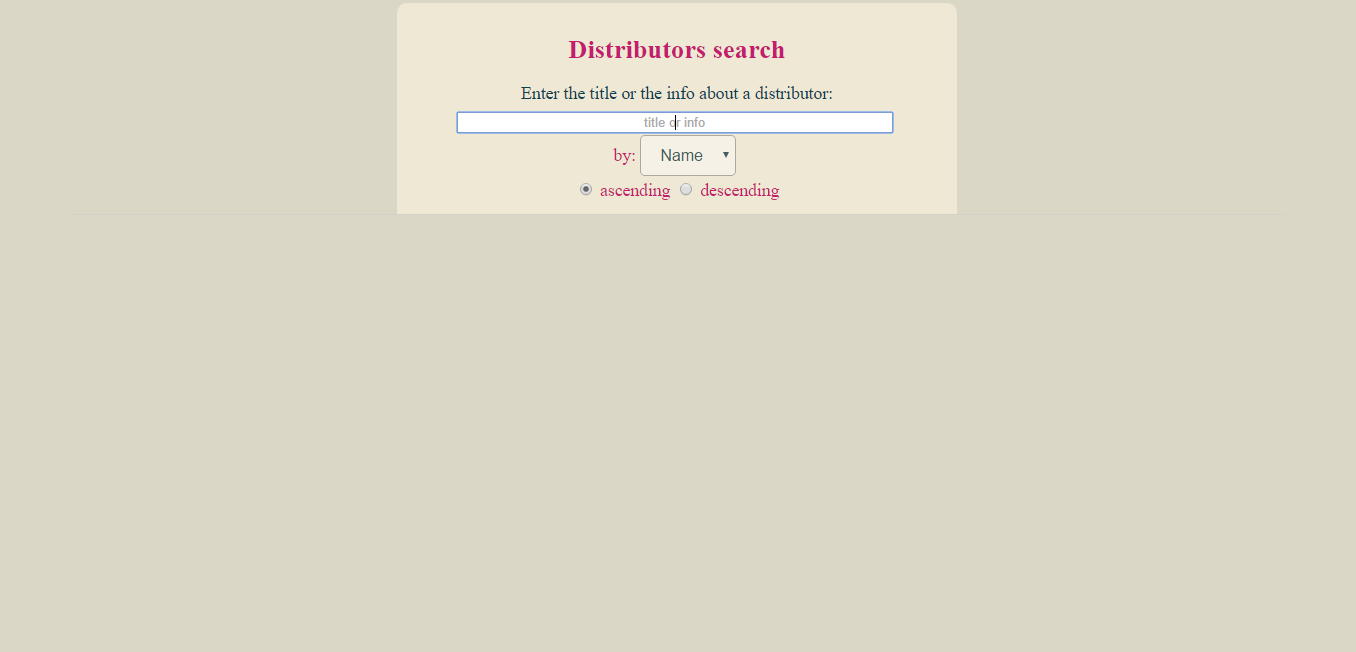 Distributors search
Enter the title or the info about a distributor:
title or info
by: Name
ascending descending